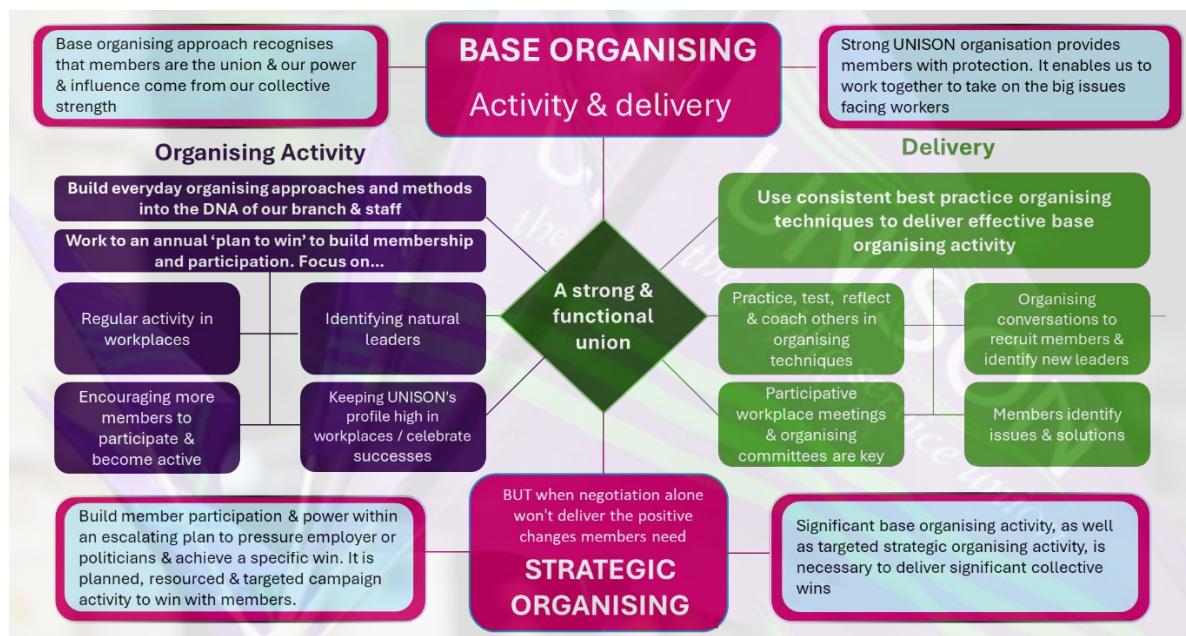 Base organising approach recognises
that members are the union & our power
& influence come from our collective
strength
BASE ORGANISING
Activity & delivery
Strong UNISON organisation provides
members with protection. It enables us to
work together to take on the big issues
facing workers
Organising Activity
Build everyday organising approaches and methods
into the DNA of our branch & staff
Work to an annual ‘plan to win’ to build membership
and participation. Focus on...
Regular activity in
workplaces
Identifying natural
leaders
Encouraging more
members to
participate &
become active
Keeping UNISON's
profile high in
workplaces / celebrate
successes
A strong &
functional
union
Delivery
Use consistent best practice organising
techniques to deliver effective base
organising activity
Practice, test, reflect
& coach others in
organising
techniques
Organising
conversations to
recruit members &
identify new leaders
Participative
workplace meetings
& organising
committees are key
Members identify
issues & solutions
Build member participation & power within
an escalating plan to pressure employer or
politicians & achieve a specific win. It is
planned, resourced & targeted campaign
activity to win with members.
BUT when negotiation alone
won't deliver the positive
changes members need
STRATEGIC
ORGANISING
Significant base organising activity, as well
as targeted strategic organising activity, is
necessary to deliver significant collective
wins
UNISON